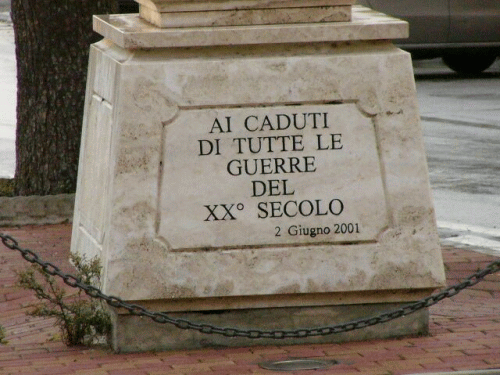 AI CADUTI
DI TUTTE LE
GUERRE
DEL
XX° SECOLO
2 Giugno 2001